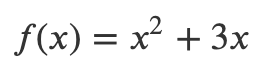 f(x) = x² + 3x